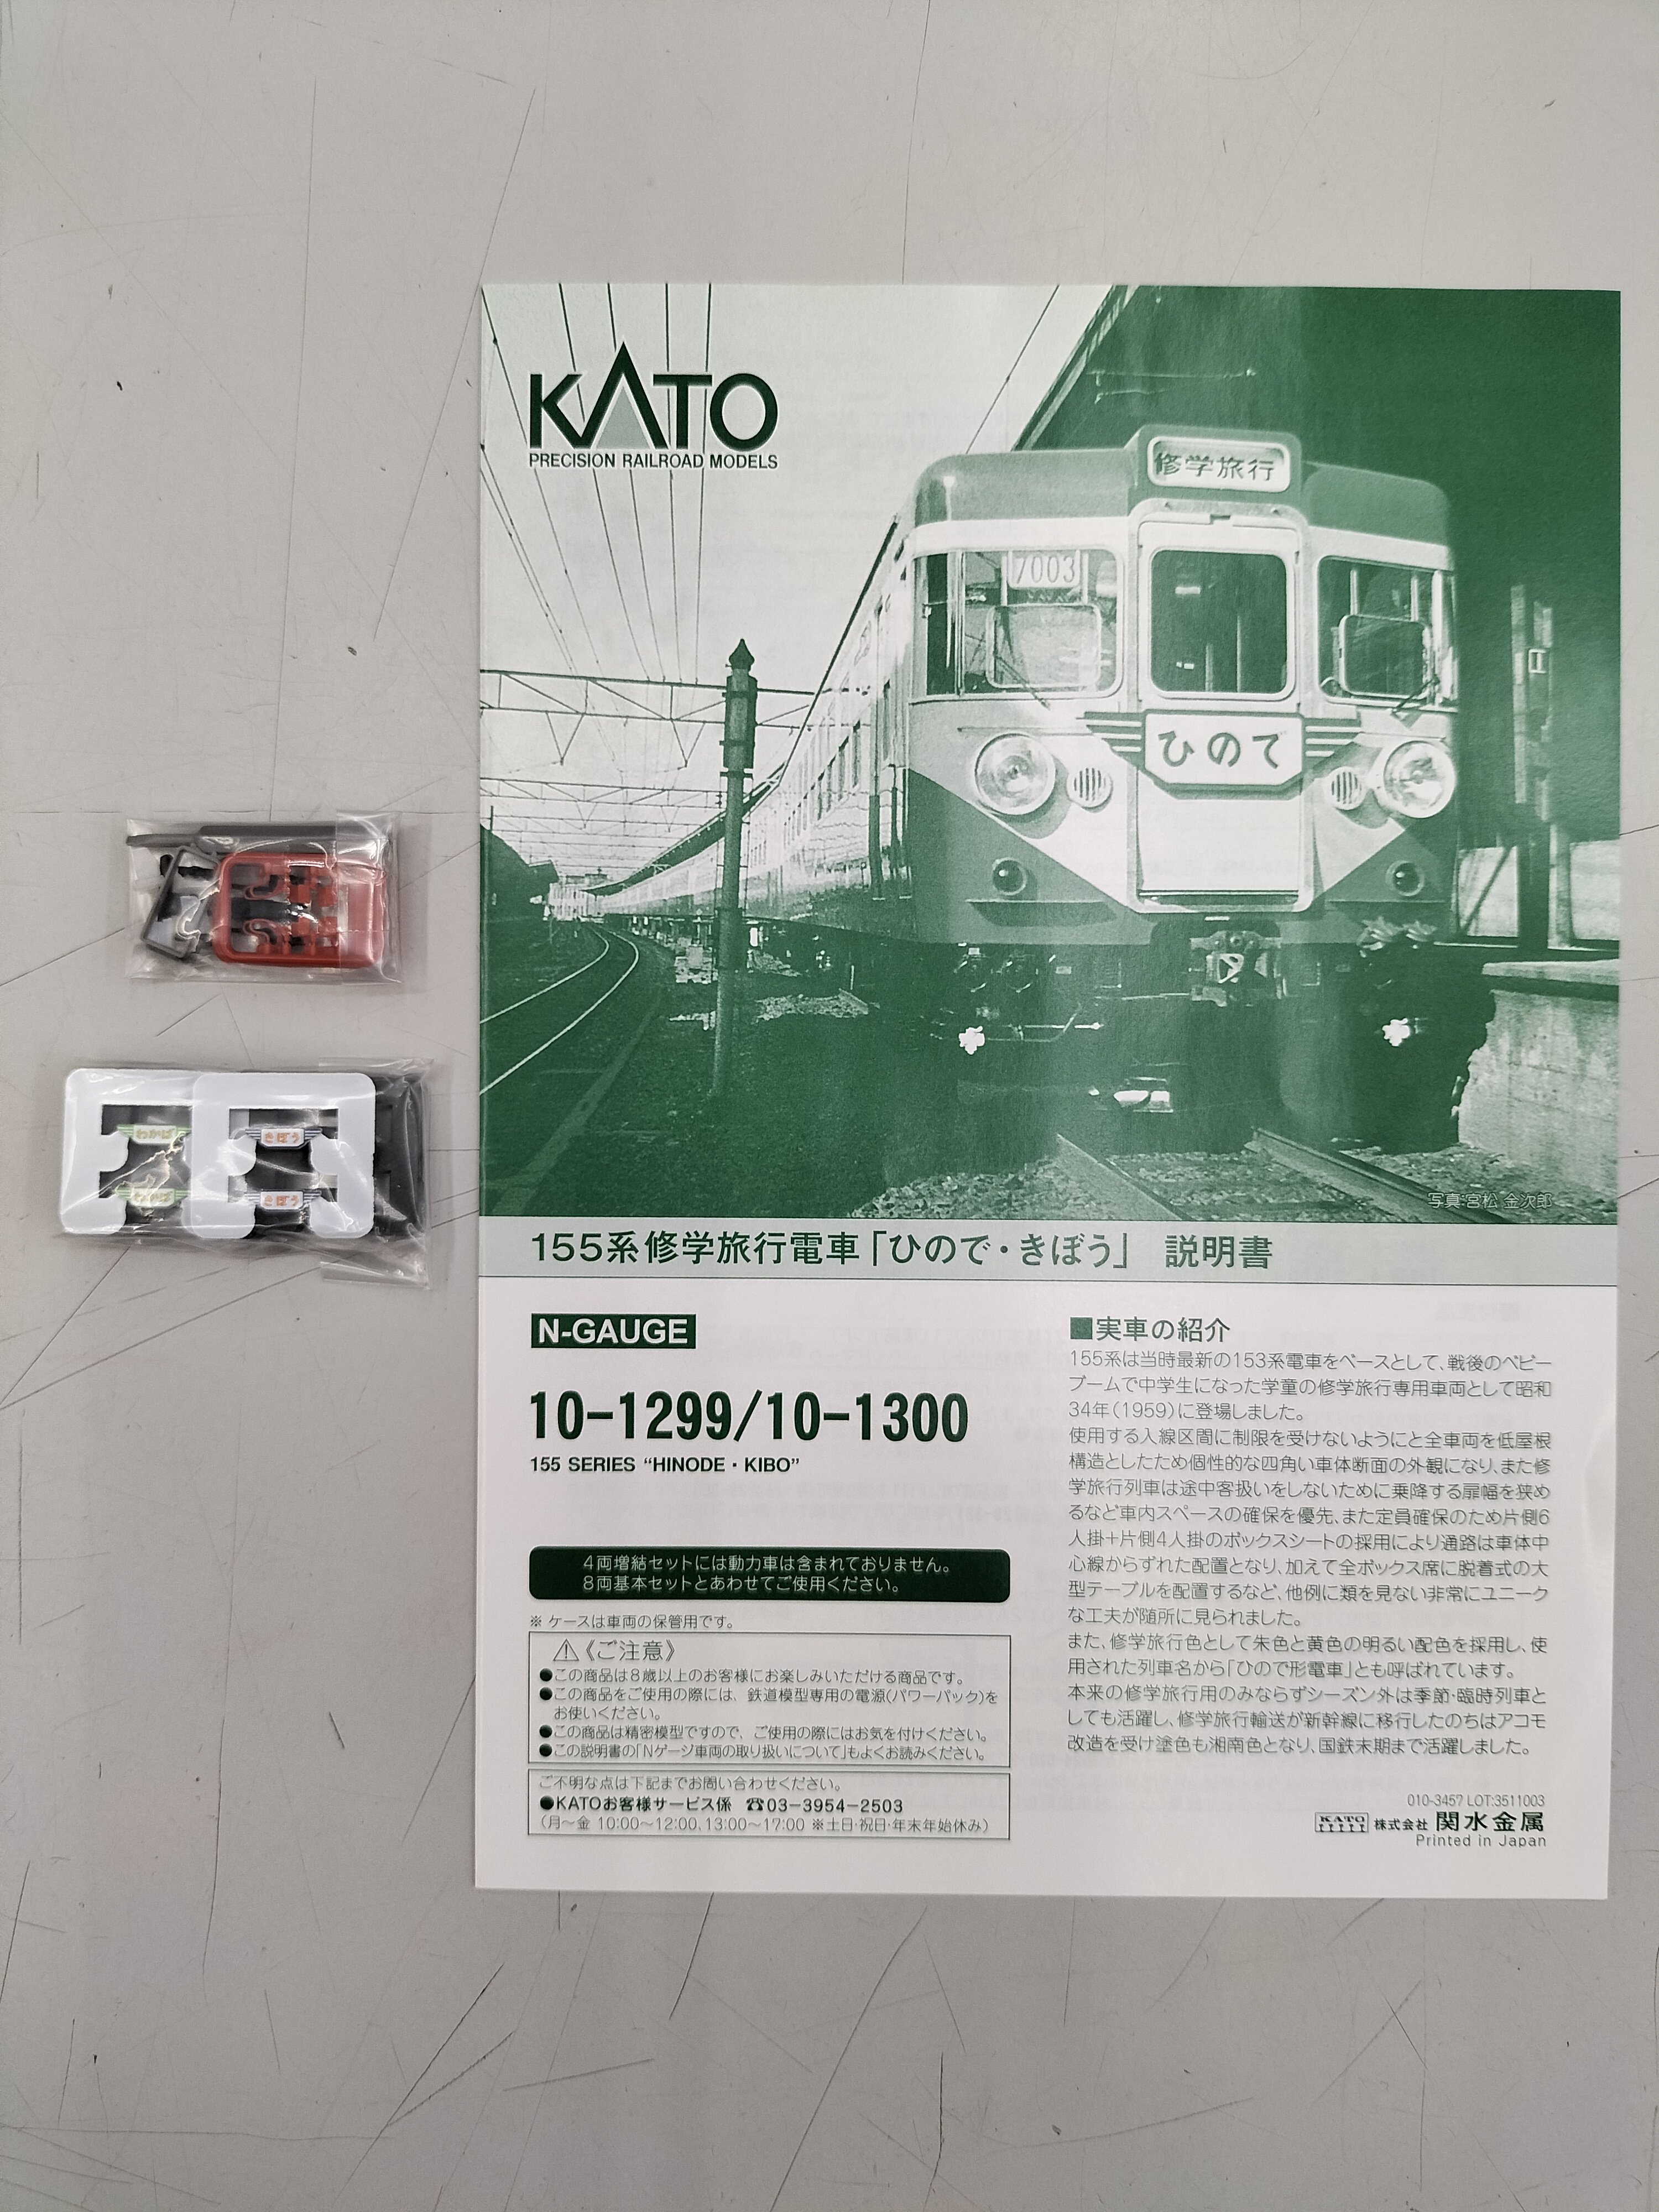 KATO
PRECISION RAILROAD MODELS
修学旅行
7003
ひので
写真:宮松 金次郎
わかば
わかば
きぼう
きぼう
155系修学旅行電車「ひので・きぼう」 説明書
N-GAUGE
10-1299/10-1300
155 SERIES “HINODE・KIBO”
4両増結セットには動力車は含まれておりません。
8両基本セットとあわせてご使用ください。
※ ケースは車両の保管用です。
⚠《ご注意》
●この商品は8歳以上のお客様にお楽しみいただける商品です。
●この商品をご使用の際には、鉄道模型専用の電源(パワーパック)を
お使いください。
●この商品は精密模型ですので、ご使用の際にはお気を付けください。
●この説明書の「Nゲージ車両の取り扱いについて」もよくお読みください。
ご不明な点は下記までお問い合わせください。
●KATOお客様サービス係 ☎03-3954-2503
(月~金 10:00~12:00,13:00~17:00 ※土日・祝日・年末年始休み)
■実車の紹介
155系は当時最新の153系電車をベースとして、戦後のベビー
ブームで中学生になった学童の修学旅行専用車両として昭和
34年(1959)に登場しました。
使用する入線区間に制限を受けないようにと全車両を低屋根
構造としたため個性的な四角い車体断面の外観になり、また修
学旅行列車は途中客扱いをしないために乗降する扉幅を狭め
るなど車内スペースの確保を優先、また定員確保のため片側6
人掛+片側4人掛のボックスシートの採用により通路は車体中
心線からずれた配置となり、加えて全ボックス席に脱着式の大
型テーブルを配置するなど、他例に類を見ない非常にユニーク
な工夫が随所に見られました。
また、修学旅行色として朱色と黄色の明るい配色を採用し、使
用された列車名から「ひので形電車」とも呼ばれています。
本来の修学旅行用のみならずシーズン外は季節・臨時列車と
しても活躍し、修学旅行輸送が新幹線に移行したのちはアコモ
改造を受け塗色も湘南色となり、国鉄末期まで活躍しました。
010-3457 LOT:3511003
KATO 株式会社 関水金属
Printed in Japan